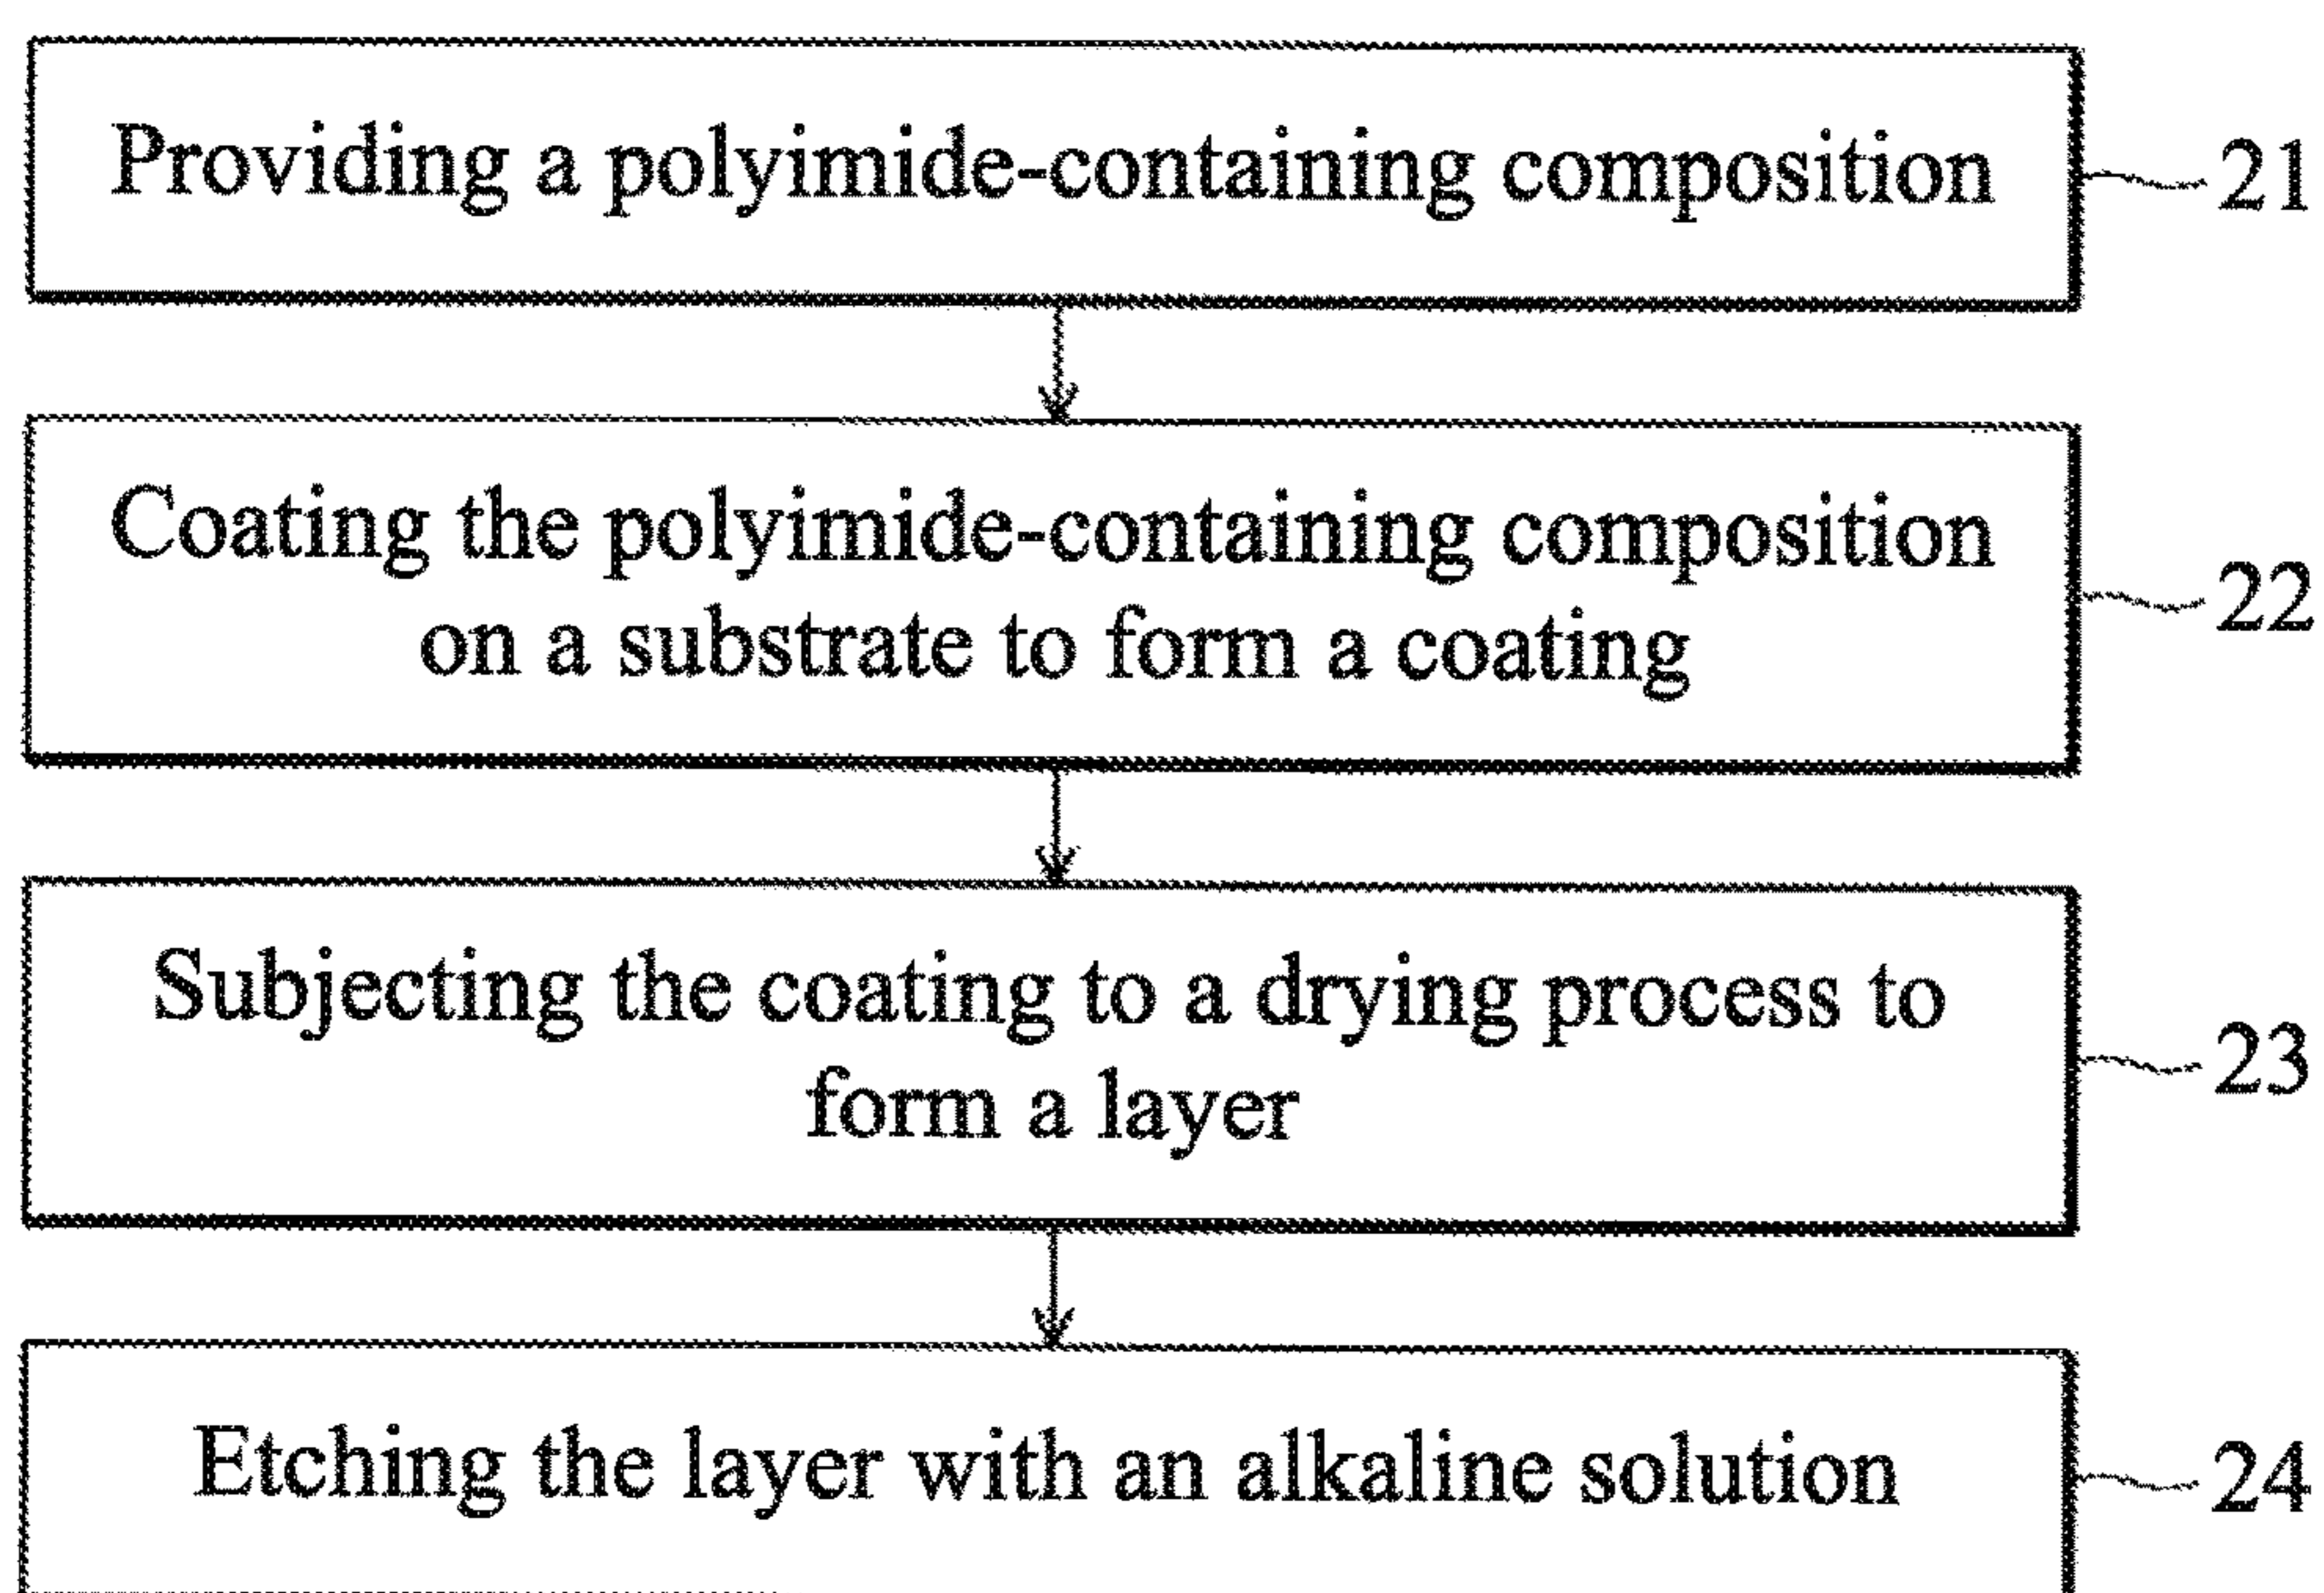 Providing a polyimide-containing composition
21
Coating the polyimide-containing composition
on a substrate to form a coating
22
Subjecting the coating to a drying process to
form a layer
23
Etching the layer with an alkaline solution
24